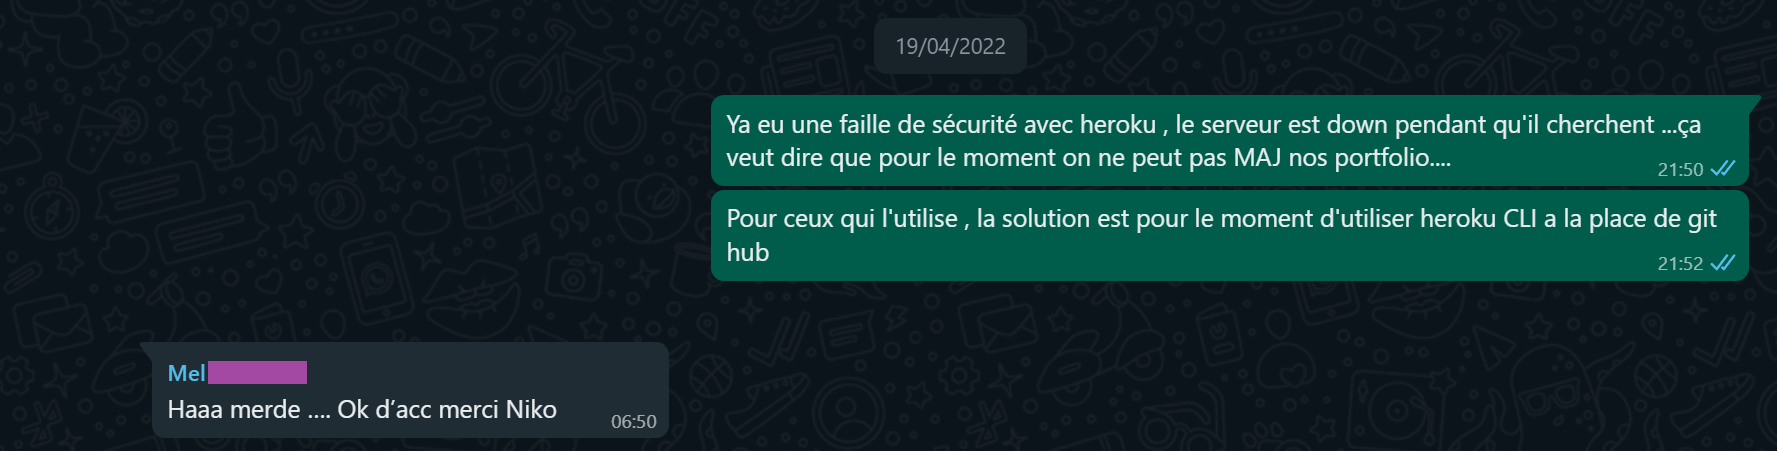 19/04/2022
Ya eu une faille de sécurité avec heroku , le serveur est down pendant qu'il cherchent ...ça
veut dire que pour le moment on ne peut pas MAJ nos portfolio....
21:50
Pour ceux qui l'utilise , la solution est pour le moment d'utiliser heroku CLI a la place de git
hub
21:52
Mel
Haaa merde .... Ok d’acc merci Niko
06:50